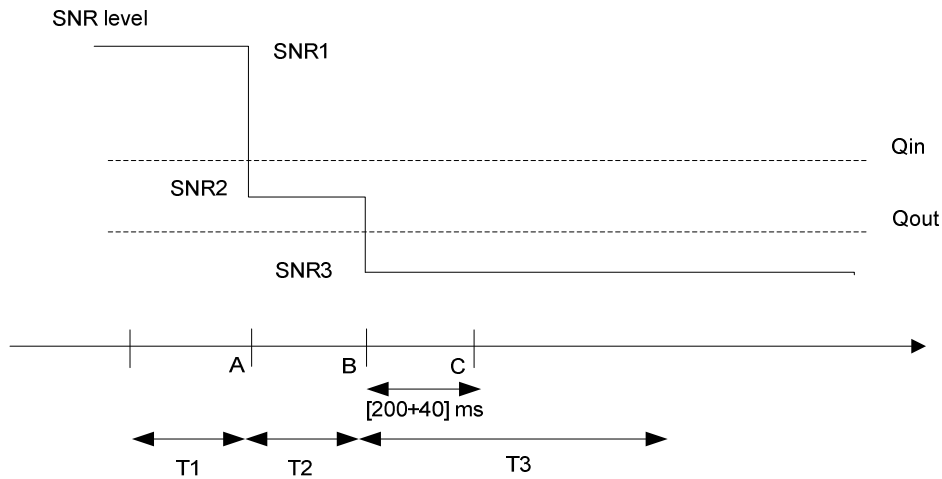 SNR level
SNR1
Qin
SNR2
Qout
SNR3
A
B
C
[200+40] ms
T1
T2
T3